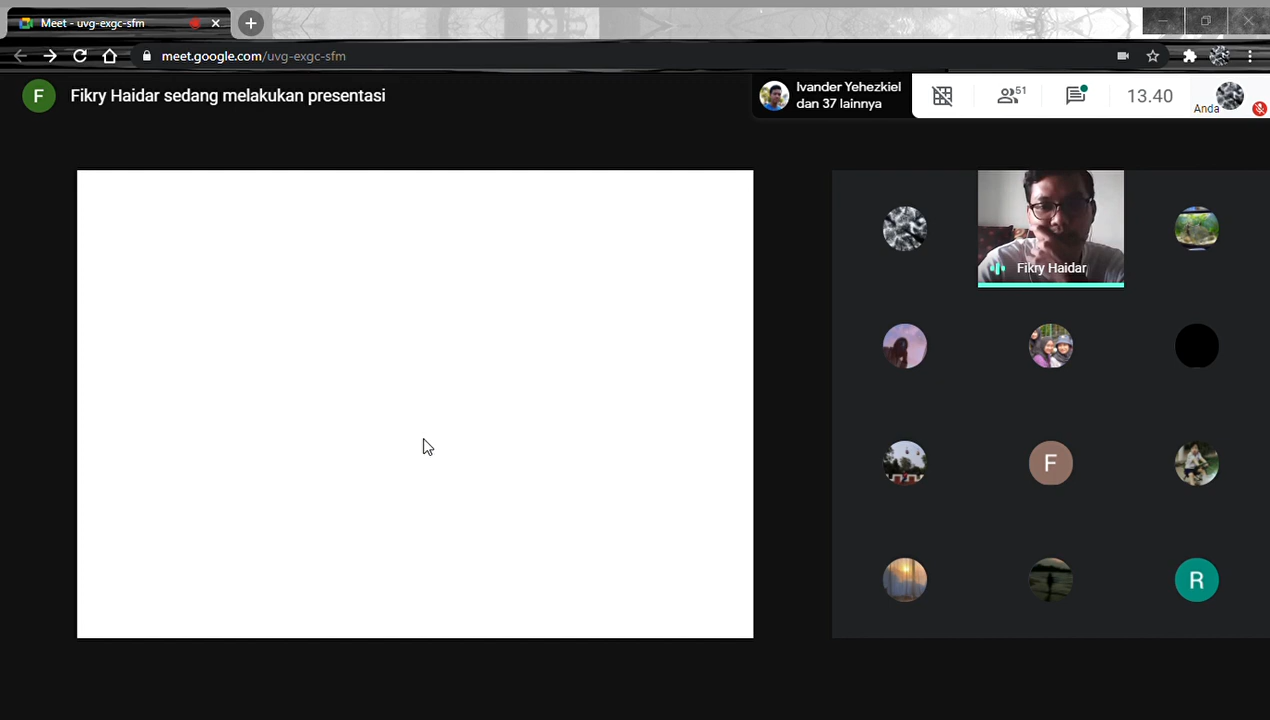 Meet - uvg-exgc-sfm
meet.google.com/uvg-exgc-sfm
F
Fikry Haidar sedang melakukan presentasi
Ivander Yehezkiel
dan 37 lainnya
51
13.40
Anda
Fikry Haidar
F
R